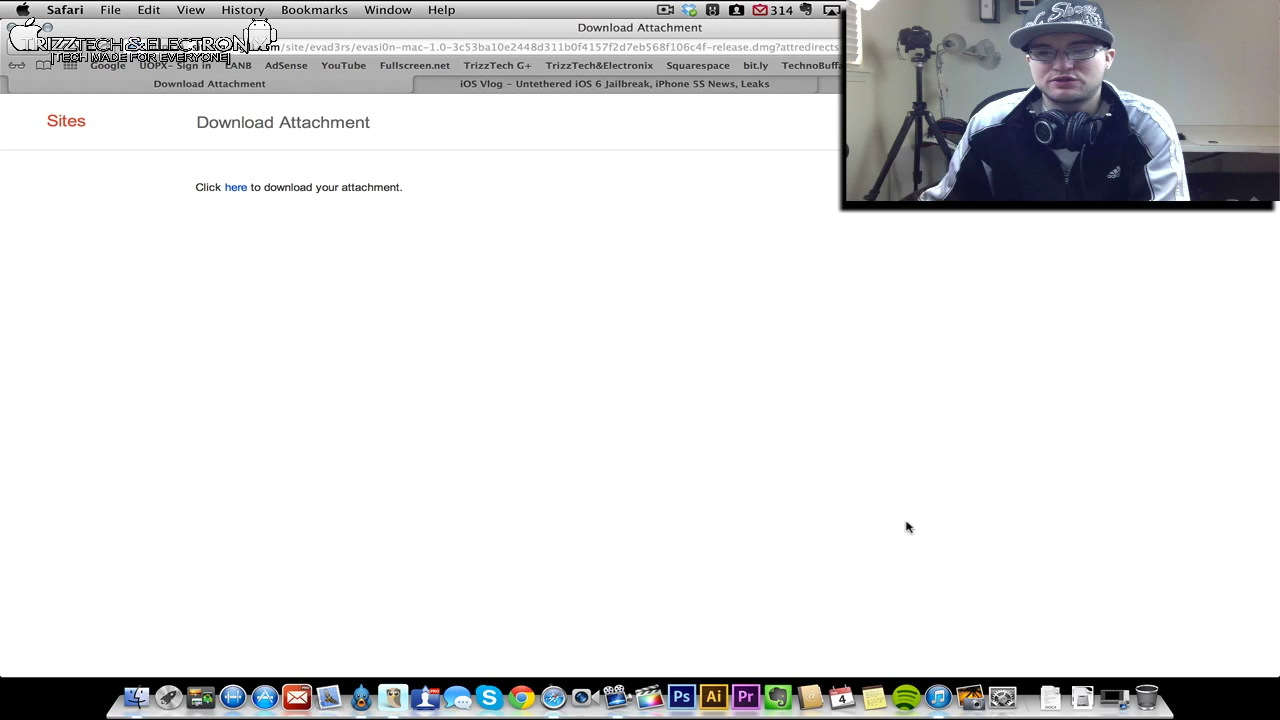 Safari File Edit View History Bookmarks Window Help 314
Download Attachment
TRIZZTECH & ELECTRONIX
[TECH MADE FOR EVERYONE]
/site/evad3rs/evasi0n-mac-1.0-3c53ba10e2448d311b0f4157f2d7eb568f106c4f-release.dmg?attredirects
Google UOPX- Sign in LANB AdSense YouTube Fullscreen.net TrizzTech G+ TrizzTech&Electronix Squarespace bit.ly TechnoBuffa
Download Attachment iOS Vlog – Untethered iOS 6 Jailbreak, iPhone 5S News, Leaks
Sites Download Attachment
Click here to download your attachment.
Ps Ai Pr 4